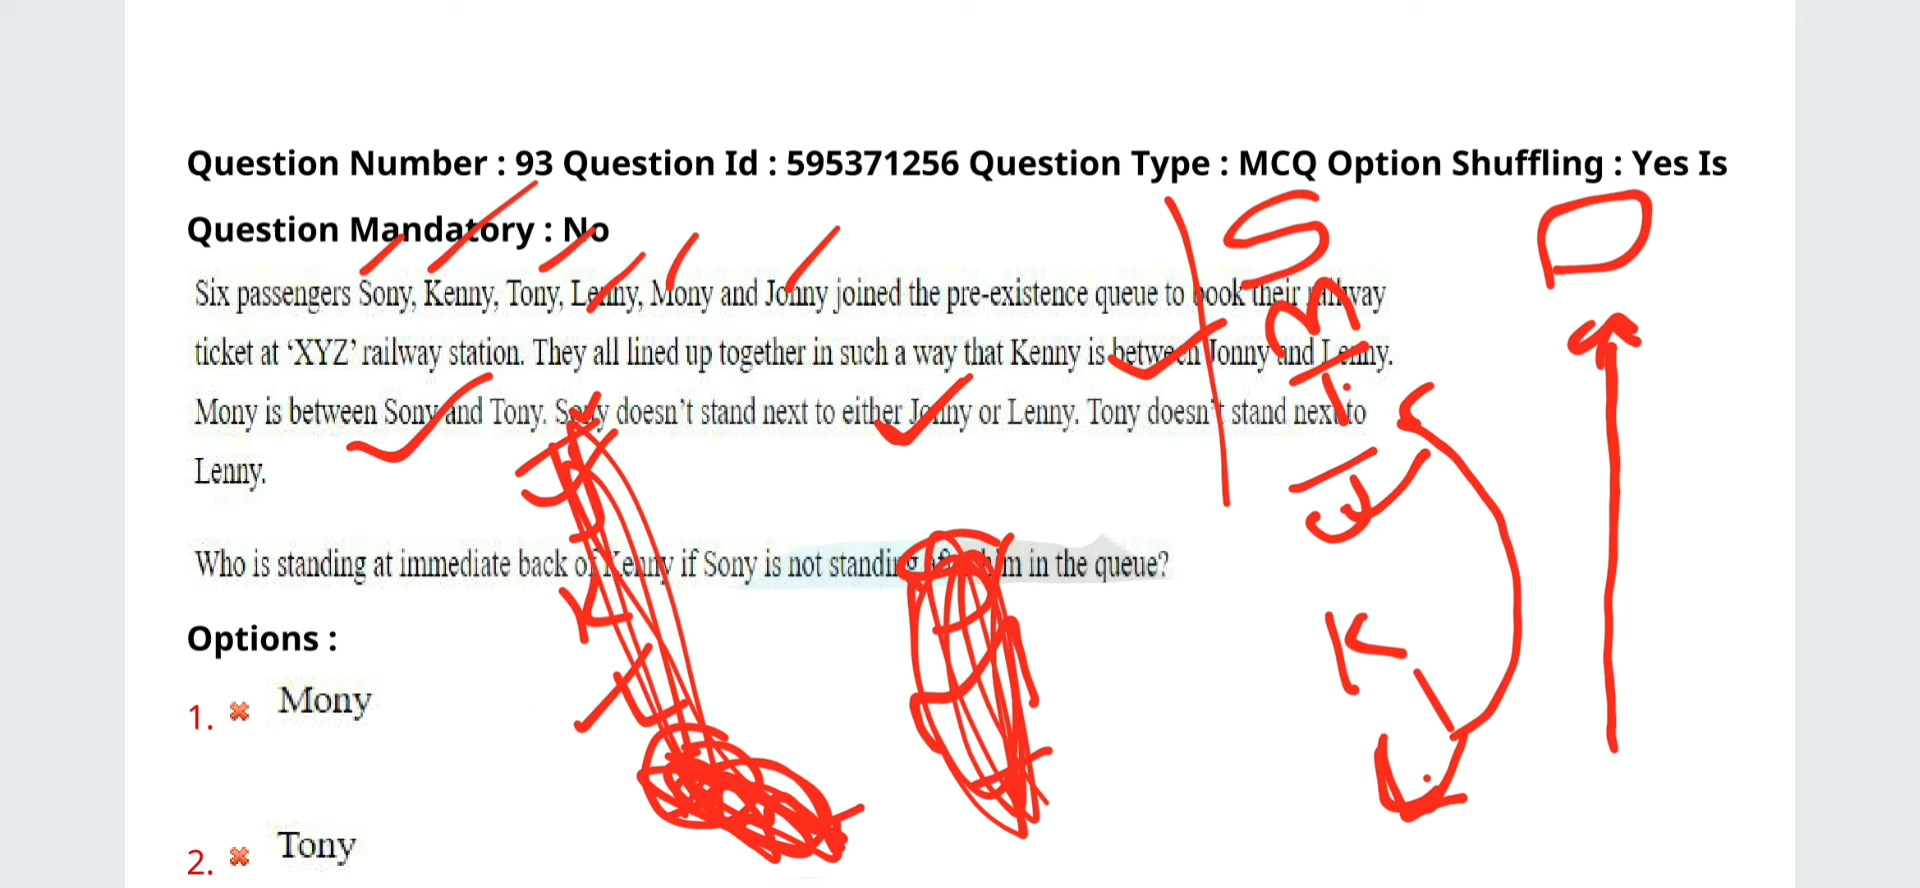 Question Number : 93 Question Id : 595371256 Question Type : MCQ Option Shuffling : Yes Is
Question Mandatory : No
Six passengers Sony, Kenny, Tony, Lenny, Mony and Jonny joined the pre-existence queue to book their railway
ticket at ‘XYZ’ railway station. They all lined up together in such a way that Kenny is between Jonny and Lenny.
Mony is between Sony and Tony. Sony doesn’t stand next to either Jonny or Lenny. Tony doesn’t stand next to
Lenny.
Who is standing at immediate back of Kenny if Sony is not standing after him in the queue?
Options :
1. Mony
2. Tony
S
M
T
J
K
L